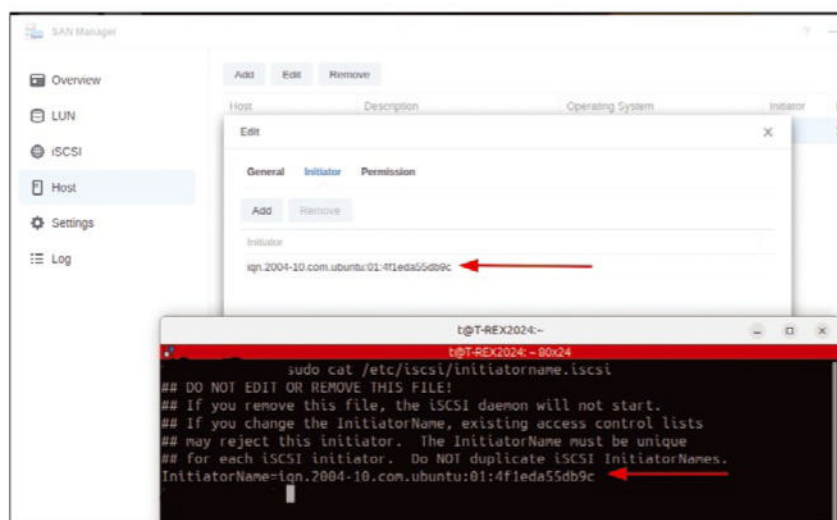 SAN Manager
?
Overview
LUN
iSCSI
Host
Settings
Log
Add Edit Remove
Host Description Operating System Initiator
Edit
General Initiator Permission
Add Remove
Initiator
iqn.2004-10.com.ubuntu:01:4f1eda55db9c
t@T-REX2024:~
t@T-REX2024: ~ 80x24
sudo cat /etc/iscsi/initiatorname.iscsi
## DO NOT EDIT OR REMOVE THIS FILE!
## If you remove this file, the iSCSI daemon will not start.
## If you change the InitiatorName, existing access control lists
## may reject this initiator.  The InitiatorName must be unique
## for each iSCSI initiator.  Do NOT duplicate iSCSI InitiatorNames.
InitiatorName=iqn.2004-10.com.ubuntu:01:4f1eda55db9c